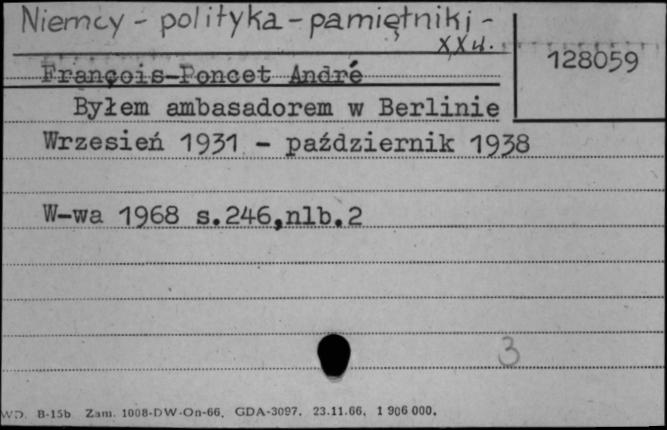 Niemcy - polityka - pamiętniki -
XX w.
128059
François-Poncet André
Byłem ambasadorem w Berlinie
Wrzesień 1931 - październik 1938
W-wa 1968 s.246,nlb.2
3
WD. B-15b Zam. 1008-DW-On-66. GDA-3097. 23.11.66. 1 906 000.